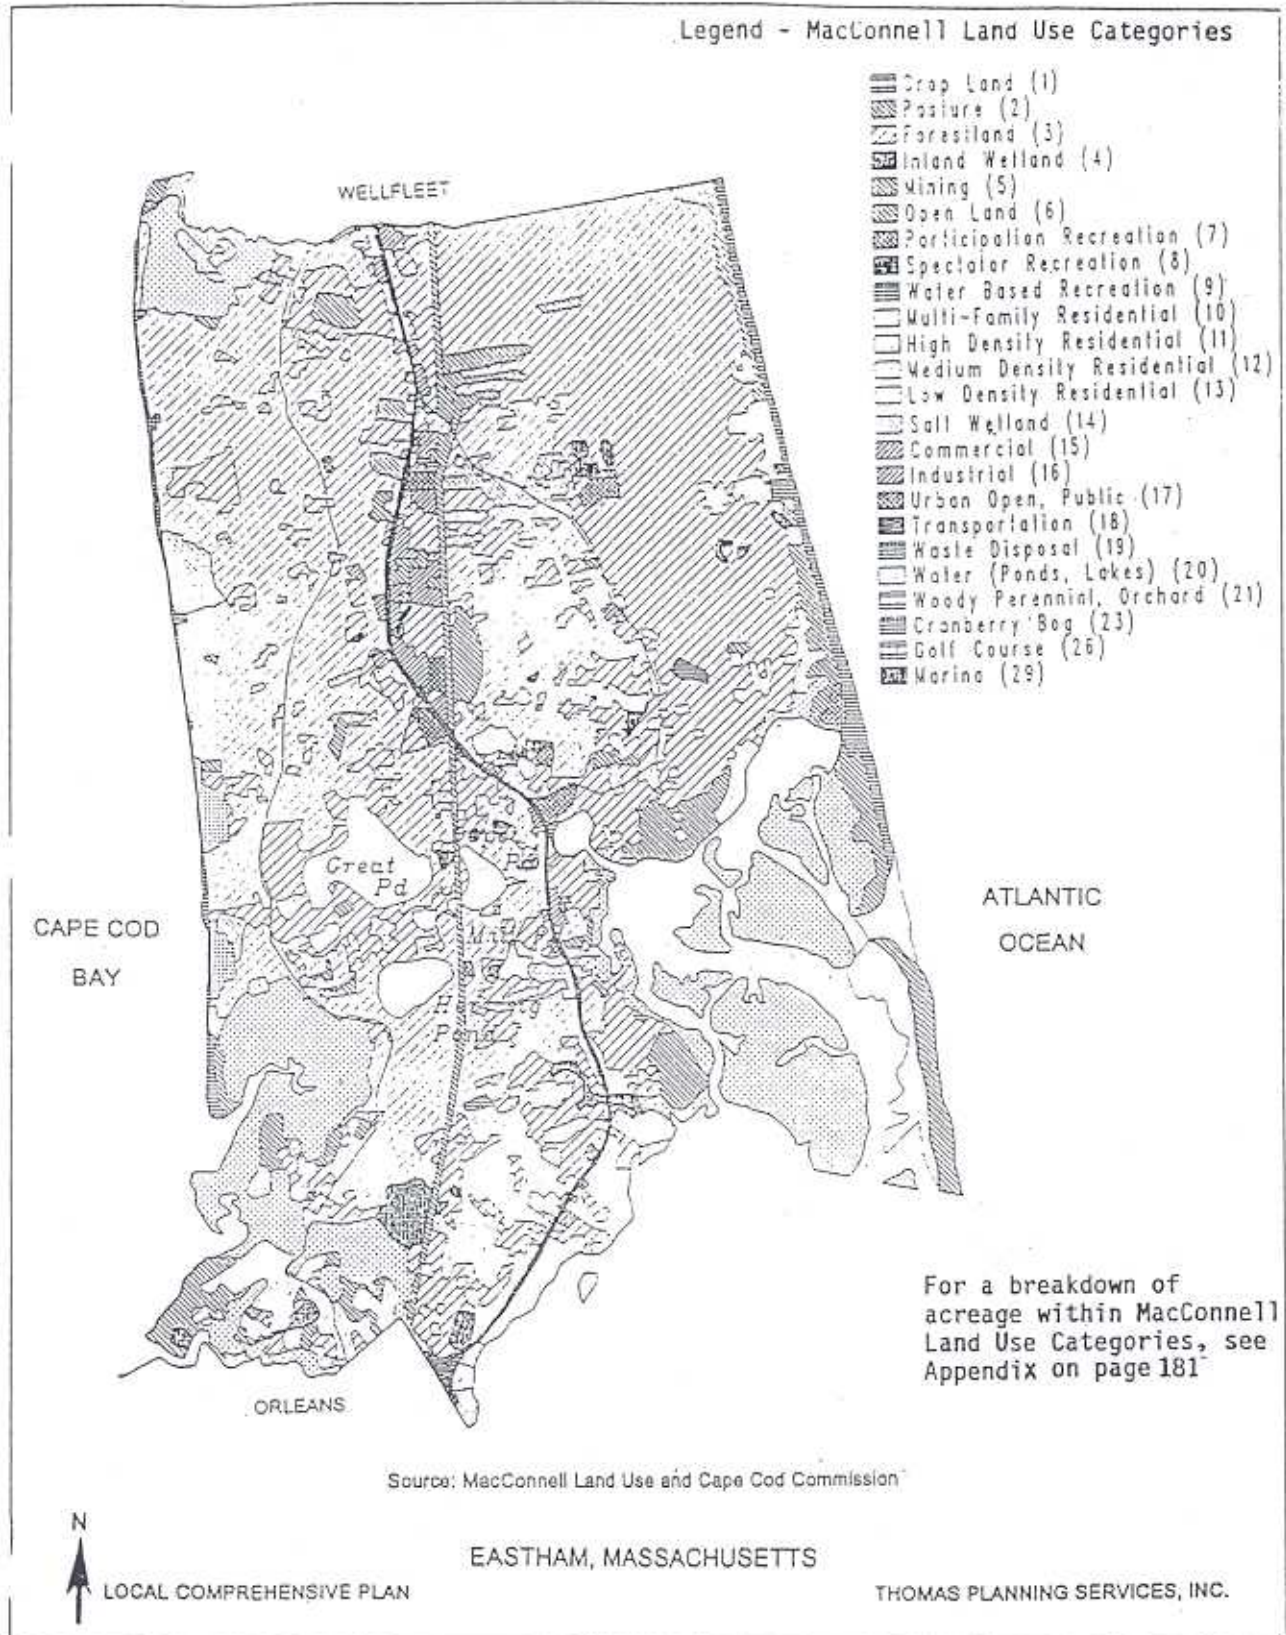 Legend - MacConnell Land Use Categories
Crop Land (1)
Pasture (2)
Forestland (3)
Inland Wetland (4)
Mining (5)
Open Land (6)
Participation Recreation (7)
Spectator Recreation (8)
Water Based Recreation (9)
Multi-Family Residential (10)
High Density Residential (11)
Medium Density Residential (12)
Low Density Residential (13)
Salt Wetland (14)
Commercial (15)
Industrial (16)
Urban Open, Public (17)
Transportation (18)
Waste Disposal (19)
Water (Ponds, Lakes) (20)
Woody Perennial, Orchard (21)
Cranberry Bog (23)
Golf Course (26)
Marina (29)
WELLFLEET
Great
Pd
Pd
CAPE COD
BAY
ATLANTIC
OCEAN
Pond
For a breakdown of
acreage within MacConnell
Land Use Categories, see
Appendix on page 181
ORLEANS
Source: MacConnell Land Use and Cape Cod Commission
N
EASTHAM, MASSACHUSETTS
LOCAL COMPREHENSIVE PLAN
THOMAS PLANNING SERVICES, INC.